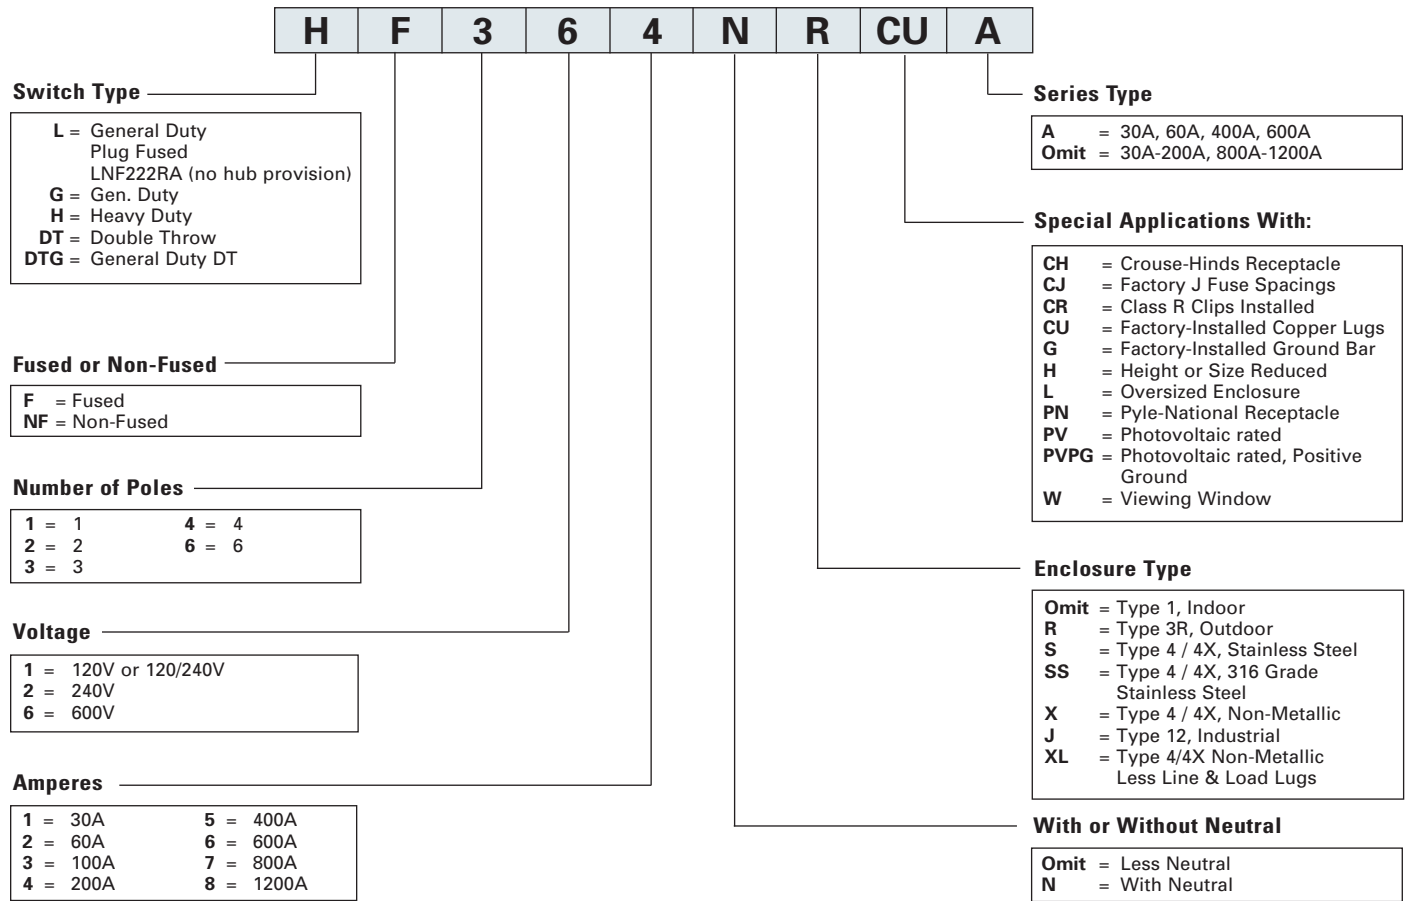 H F 3 6 4 N R CU A
Switch Type
L = General Duty
Plug Fused
LNF222RA (no hub provision)
G = Gen. Duty
H = Heavy Duty
DT = Double Throw
DTG = General Duty DT
Fused or Non-Fused
F = Fused
NF = Non-Fused
Number of Poles
1 = 1 4 = 4
2 = 2 6 = 6
3 = 3
Voltage
1 = 120V or 120/240V
2 = 240V
6 = 600V
Amperes
1 = 30A 5 = 400A
2 = 60A 6 = 600A
3 = 100A 7 = 800A
4 = 200A 8 = 1200A
Series Type
A = 30A, 60A, 400A, 600A
Omit = 30A-200A, 800A-1200A
Special Applications With:
CH = Crouse-Hinds Receptacle
CJ = Factory J Fuse Spacings
CR = Class R Clips Installed
CU = Factory-Installed Copper Lugs
G = Factory-Installed Ground Bar
H = Height or Size Reduced
L = Oversized Enclosure
PN = Pyle-National Receptacle
PV = Photovoltaic rated
PVPG = Photovoltaic rated, Positive
Ground
W = Viewing Window
Enclosure Type
Omit = Type 1, Indoor
R = Type 3R, Outdoor
S = Type 4 / 4X, Stainless Steel
SS = Type 4 / 4X, 316 Grade
Stainless Steel
X = Type 4 / 4X, Non-Metallic
J = Type 12, Industrial
XL = Type 4/4X Non-Metallic
Less Line & Load Lugs
With or Without Neutral
Omit = Less Neutral
N = With Neutral